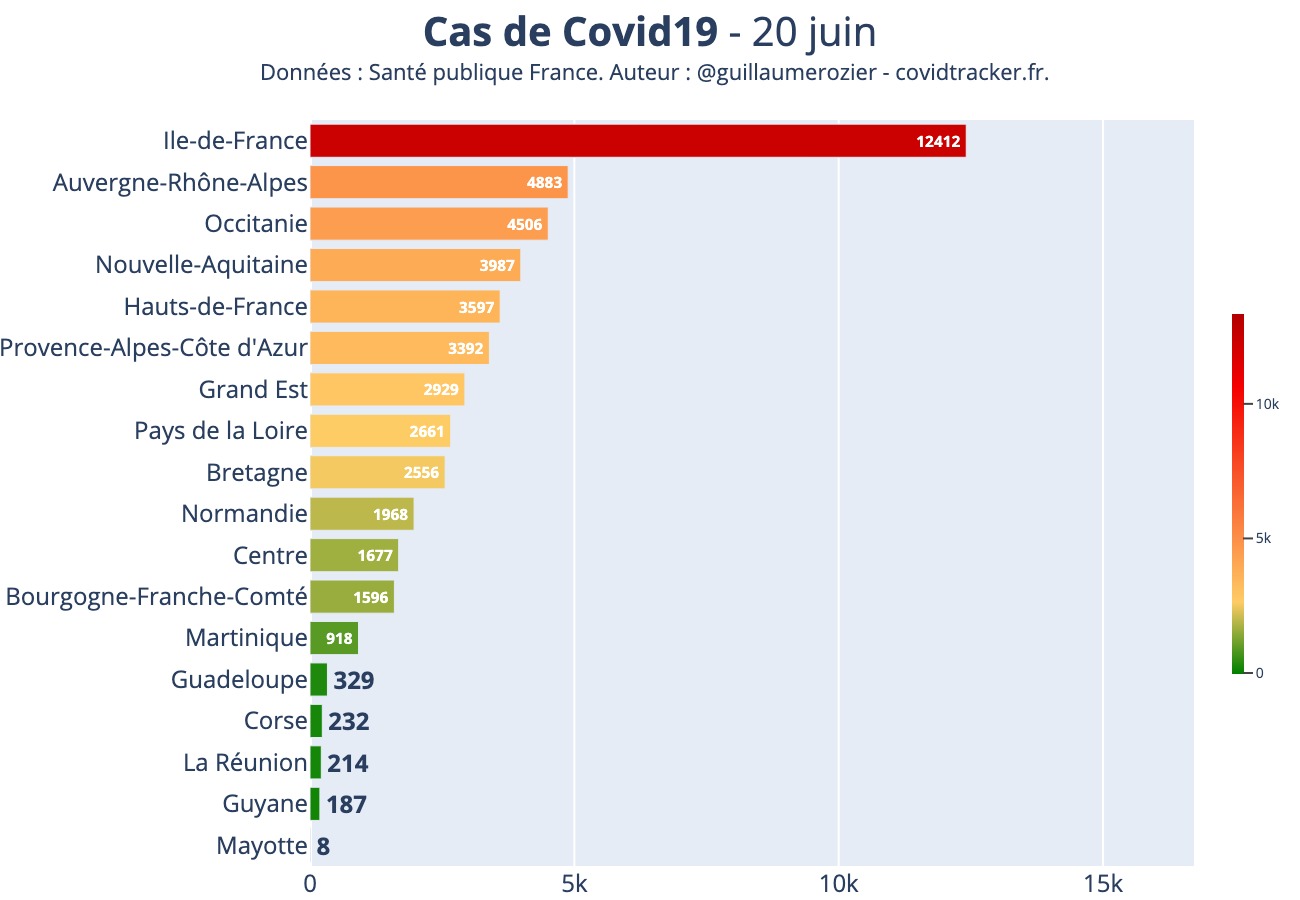 Cas de Covid19 - 20 juin
Données : Santé publique France. Auteur : @guillaumerozier - covidtracker.fr.
Ile-de-France 12412
Auvergne-Rhône-Alpes 4883
Occitanie 4506
Nouvelle-Aquitaine 3987
Hauts-de-France 3597
Provence-Alpes-Côte d'Azur 3392
Grand Est 2929
Pays de la Loire 2661
Bretagne 2556
Normandie 1968
Centre 1677
Bourgogne-Franche-Comté 1596
Martinique 918
Guadeloupe 329
Corse 232
La Réunion 214
Guyane 187
Mayotte 8
0 5k 10k 15k
10k
5k
0